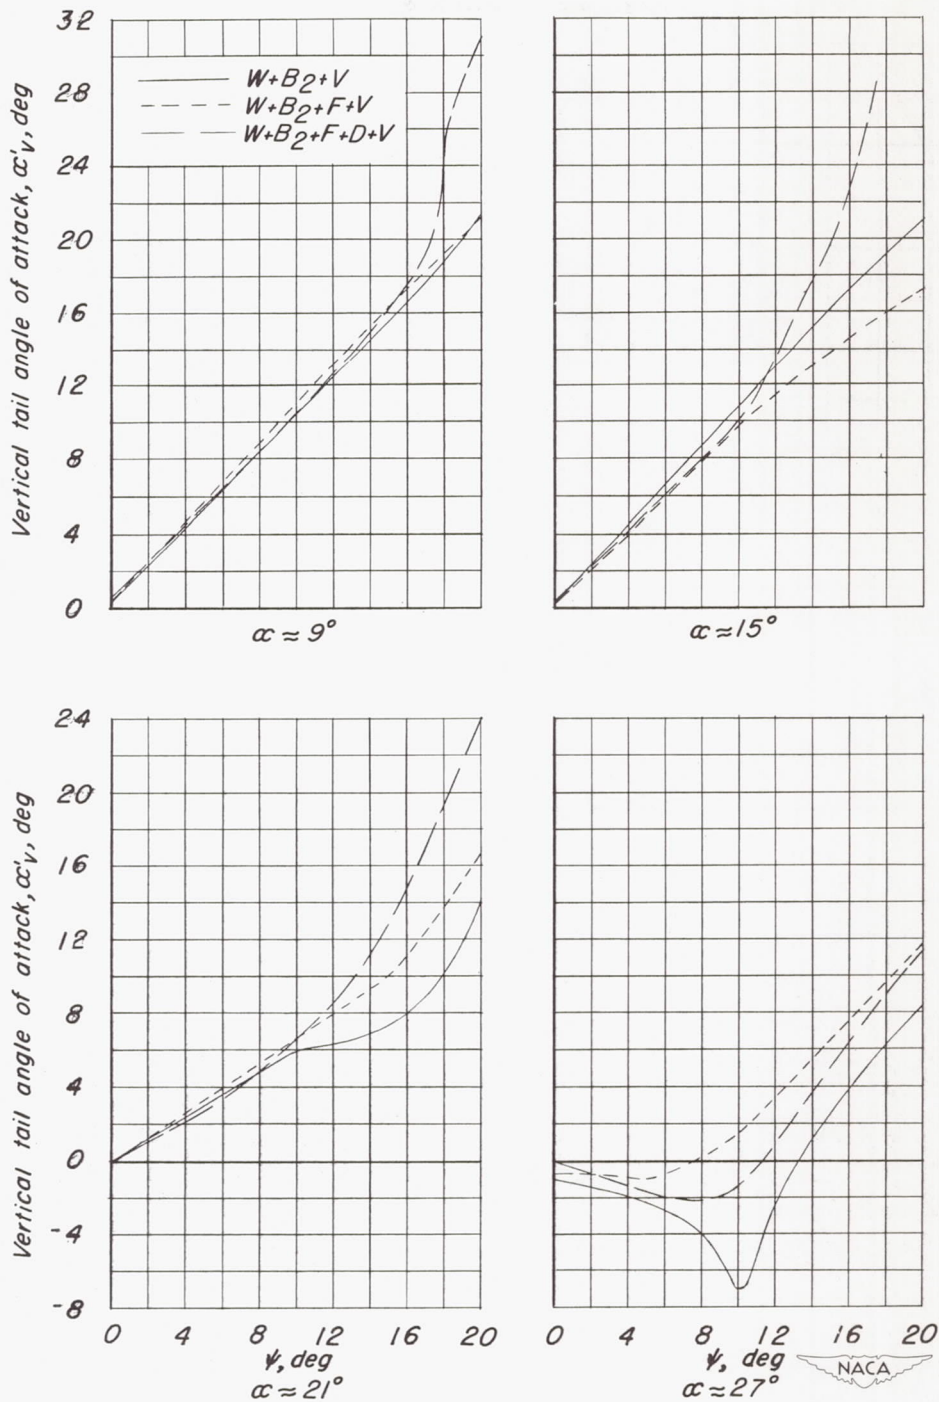 32
28
24
20
16
12
8
4
0
Vertical tail angle of attack, α'ᵥ, deg
W+B₂+V
W+B₂+F+V
W+B₂+F+D+V
α≈9°
α≈15°
24
20
16
12
8
4
0
-4
-8
Vertical tail angle of attack, α'ᵥ, deg
0 4 8 12 16 20
ψ, deg
α≈21°
0 4 8 12 16 20
ψ, deg
α≈27°
NACA